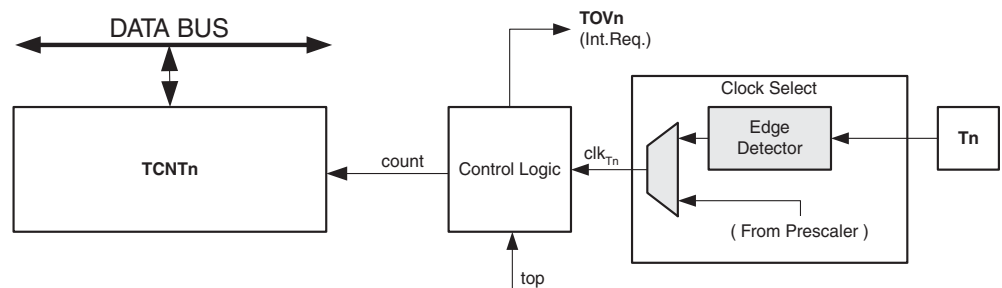 DATA BUS
TOVn
(Int.Req.)
Clock Select
TCNTn
count
Control Logic
clkTn
Edge
Detector
Tn
( From Prescaler )
top